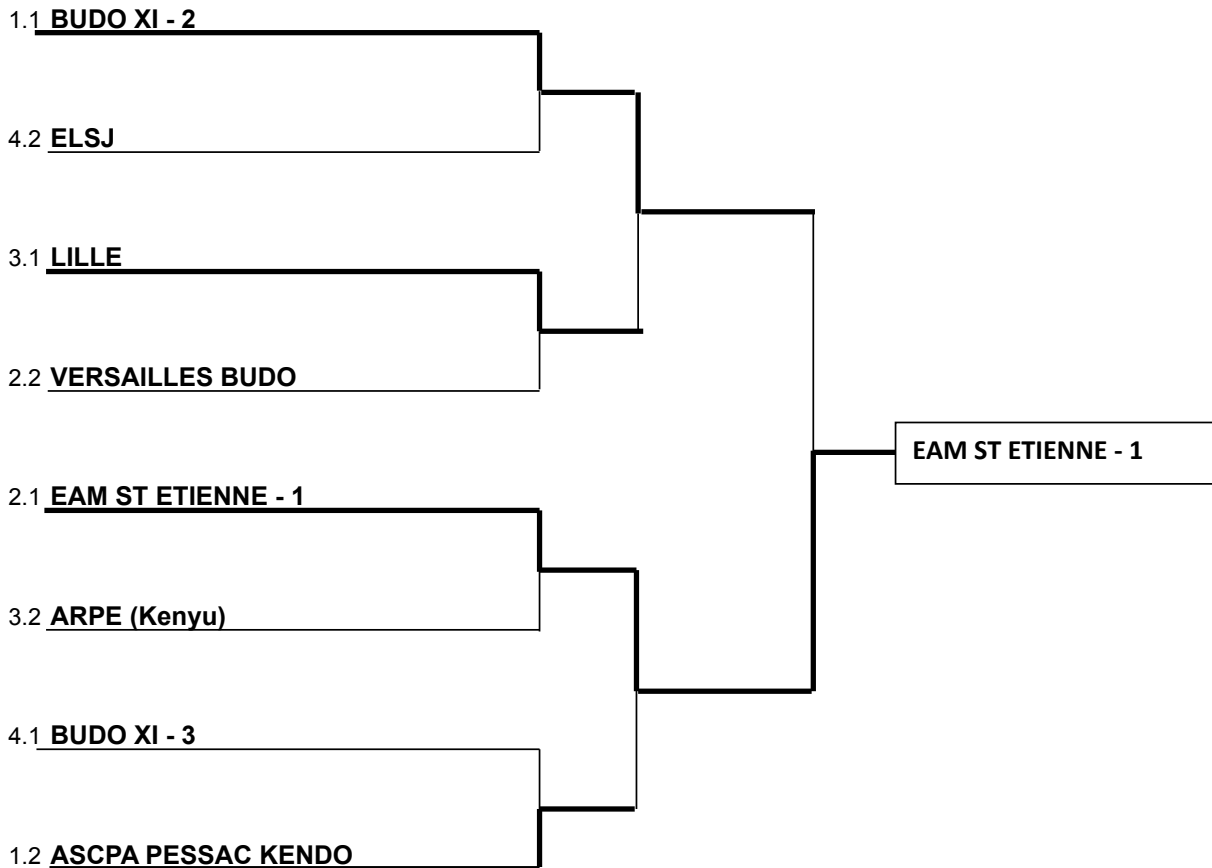 1.1 BUDO XI - 2
4.2 ELSJ
3.1 LILLE
2.2 VERSAILLES BUDO
EAM ST ETIENNE - 1
2.1 EAM ST ETIENNE - 1
3.2 ARPE (Kenyu)
4.1 BUDO XI - 3
1.2 ASCPA PESSAC KENDO